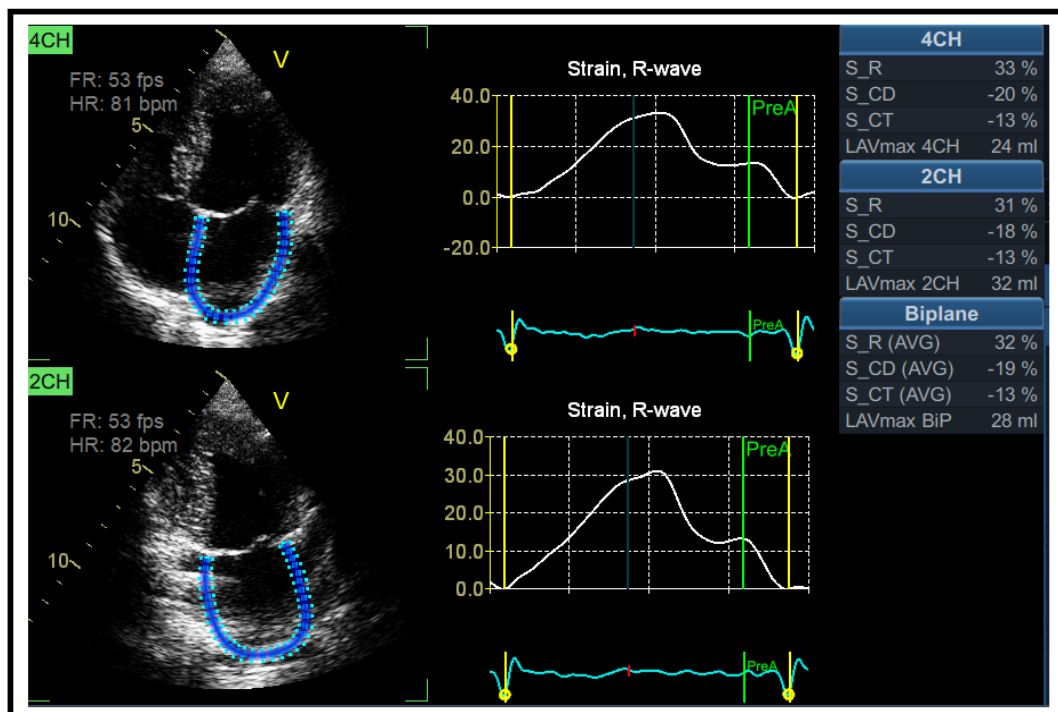 4CH
V
FR: 53 fps
HR: 81 bpm
5
10
Strain, R-wave
40.0
20.0
0.0
-20.0
PreA
PreA
2CH
V
FR: 53 fps
HR: 82 bpm
5
10
Strain, R-wave
40.0
30.0
20.0
10.0
0.0
PreA
PreA
4CH
S_R 33 %
S_CD -20 %
S_CT -13 %
LAVmax 4CH 24 ml
2CH
S_R 31 %
S_CD -18 %
S_CT -13 %
LAVmax 2CH 32 ml
Biplane
S_R (AVG) 32 %
S_CD (AVG) -19 %
S_CT (AVG) -13 %
LAVmax BiP 28 ml